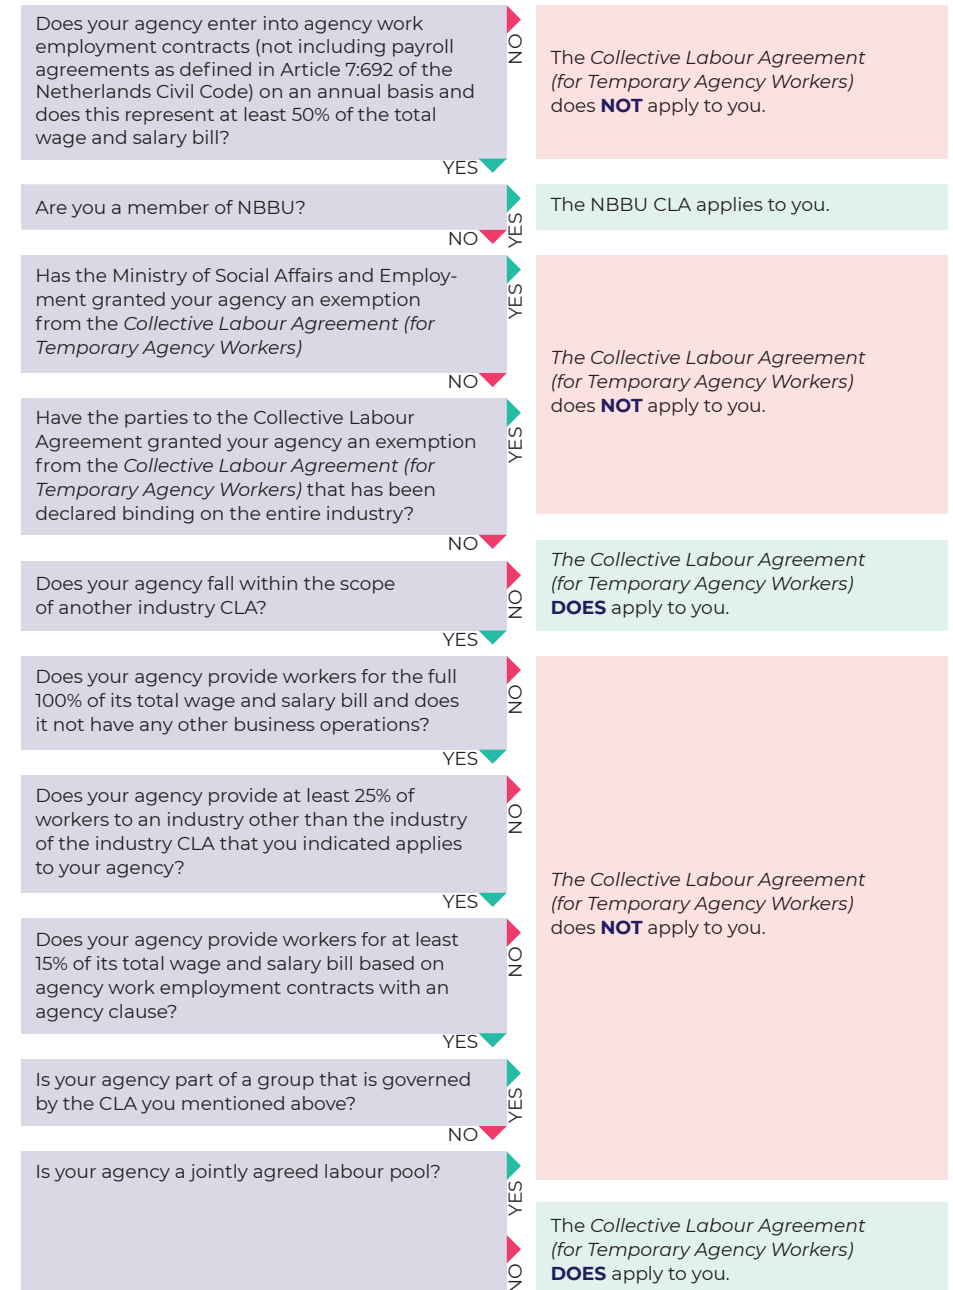 Does your agency enter into agency work
employment contracts (not including payroll
agreements as defined in Article 7:692 of the
Netherlands Civil Code) on an annual basis and
does this represent at least 50% of the total
wage and salary bill?
NO
The Collective Labour Agreement
(for Temporary Agency Workers)
does NOT apply to you.
YES
Are you a member of NBBU?
YES
The NBBU CLA applies to you.
NO
Has the Ministry of Social Affairs and Employ-
ment granted your agency an exemption
from the Collective Labour Agreement (for
Temporary Agency Workers)
YES
NO
The Collective Labour Agreement
(for Temporary Agency Workers)
does NOT apply to you.
Have the parties to the Collective Labour
Agreement granted your agency an exemption
from the Collective Labour Agreement (for
Temporary Agency Workers) that has been
declared binding on the entire industry?
YES
NO
Does your agency fall within the scope
of another industry CLA?
NO
The Collective Labour Agreement
(for Temporary Agency Workers)
DOES apply to you.
YES
Does your agency provide workers for the full
100% of its total wage and salary bill and does
it not have any other business operations?
NO
YES
Does your agency provide at least 25% of
workers to an industry other than the industry
of the industry CLA that you indicated applies
to your agency?
NO
YES
The Collective Labour Agreement
(for Temporary Agency Workers)
does NOT apply to you.
Does your agency provide workers for at least
15% of its total wage and salary bill based on
agency work employment contracts with an
agency clause?
NO
YES
Is your agency part of a group that is governed
by the CLA you mentioned above?
YES
NO
Is your agency a jointly agreed labour pool?
YES
NO
The Collective Labour Agreement
(for Temporary Agency Workers)
DOES apply to you.